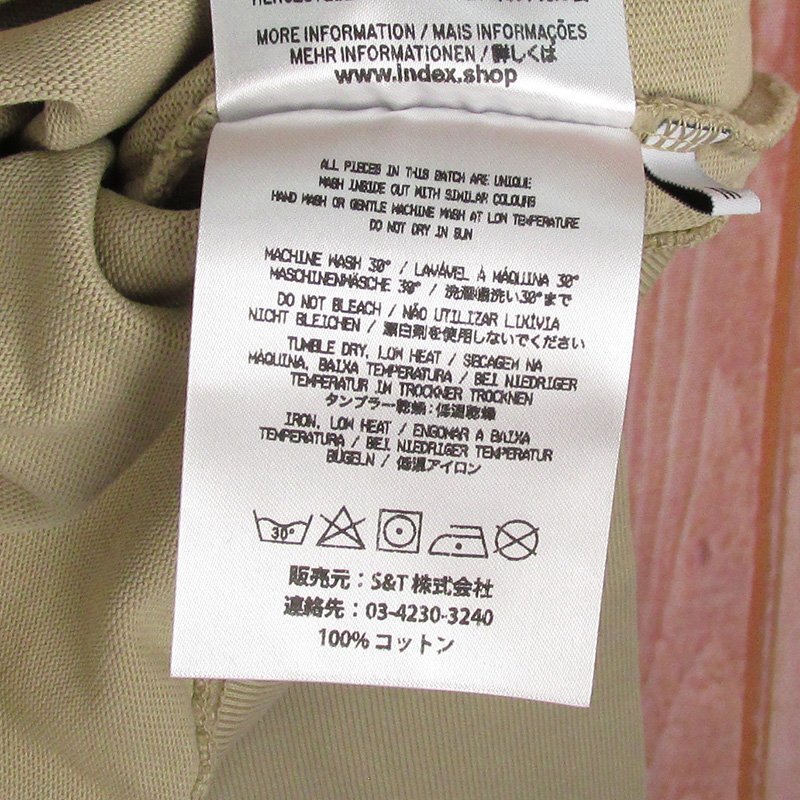 MORE INFORMATION / MAIS INFORMAÇÕES
MEHR INFORMATIONEN / 詳しくは
www.index.shop
ALL PIECES IN THIS BATCH ARE UNIQUE
WASH INSIDE OUT WITH SIMILAR COLOURS
HAND WASH OR GENTLE MACHINE WASH AT LOW TEMPERATURE
DO NOT DRY IN SUN
MACHINE WASH 30° / LAVÁVEL À MÁQUINA 30°
MASCHINENWÄSCHE 30° / 洗濯機洗い30°まで
DO NOT BLEACH / NÃO UTILIZAR LIXÍVIA
NICHT BLEICHEN / 漂白剤を使用しないでください
TUMBLE DRY, LOW HEAT / SECAGEM NA
MÁQUINA, BAIXA TEMPERATURA / BEI NIEDRIGER
TEMPERATUR IM TROCKNER TROCKNEN
タンブラー乾燥：低温乾燥
IRON, LOW HEAT / ENGOMAR A BAIXA
TEMPERATURA / BEI NIEDRIGER TEMPERATUR
BÜGELN / 低温アイロン
30°
販売元：S&T 株式会社
連絡先：03-4230-3240
100% コットン